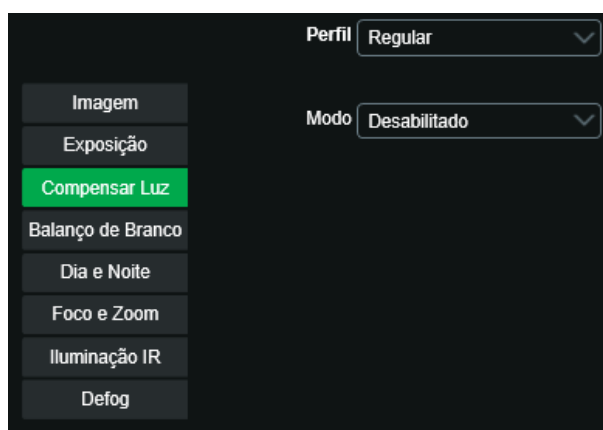 Perfil Regular
Imagem
Modo Desabilitado
Exposição
Compensar Luz
Balanço de Branco
Dia e Noite
Foco e Zoom
Iluminação IR
Defog